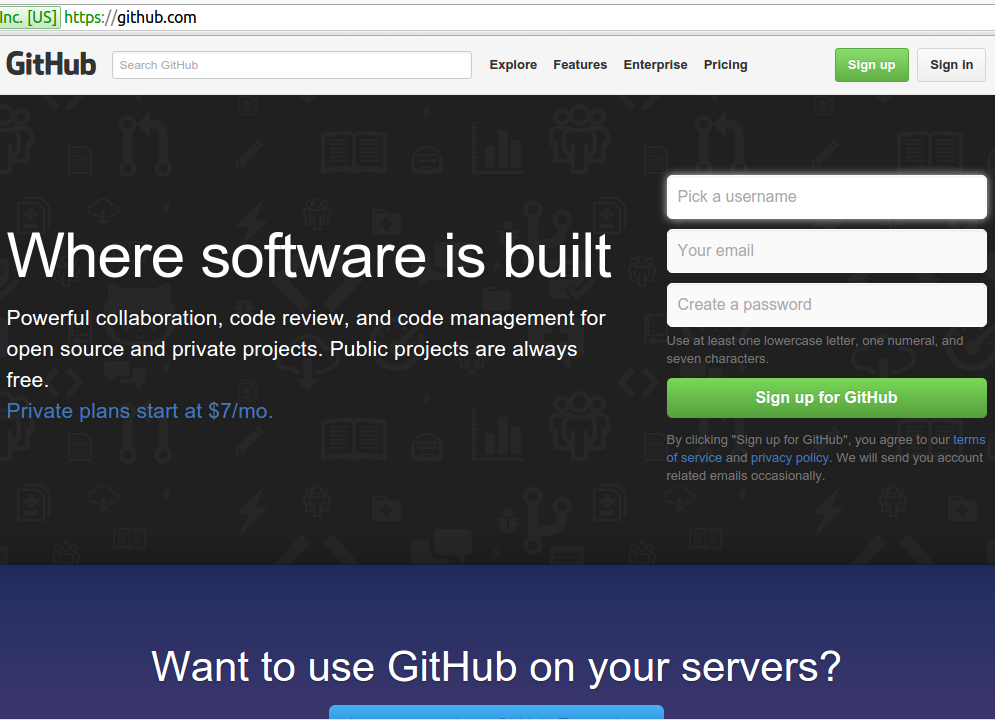 Inc. [US] https://github.com
GitHub Search GitHub Explore Features Enterprise Pricing Sign up Sign in
Where software is built
Powerful collaboration, code review, and code management for
open source and private projects. Public projects are always
free.
Private plans start at $7/mo.
Pick a username
Your email
Create a password
Use at least one lowercase letter, one numeral, and
seven characters.
Sign up for GitHub
By clicking "Sign up for GitHub", you agree to our terms
of service and privacy policy. We will send you account
related emails occasionally.
Want to use GitHub on your servers?